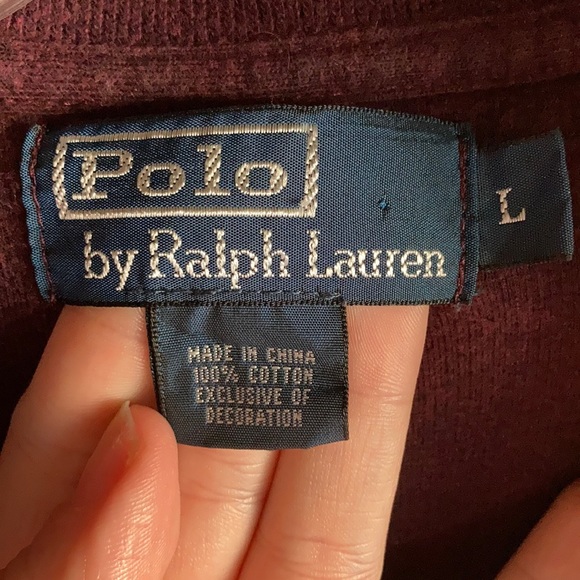 Polo
by Ralph Lauren
L
MADE IN CHINA
100% COTTON
EXCLUSIVE OF
DECORATION